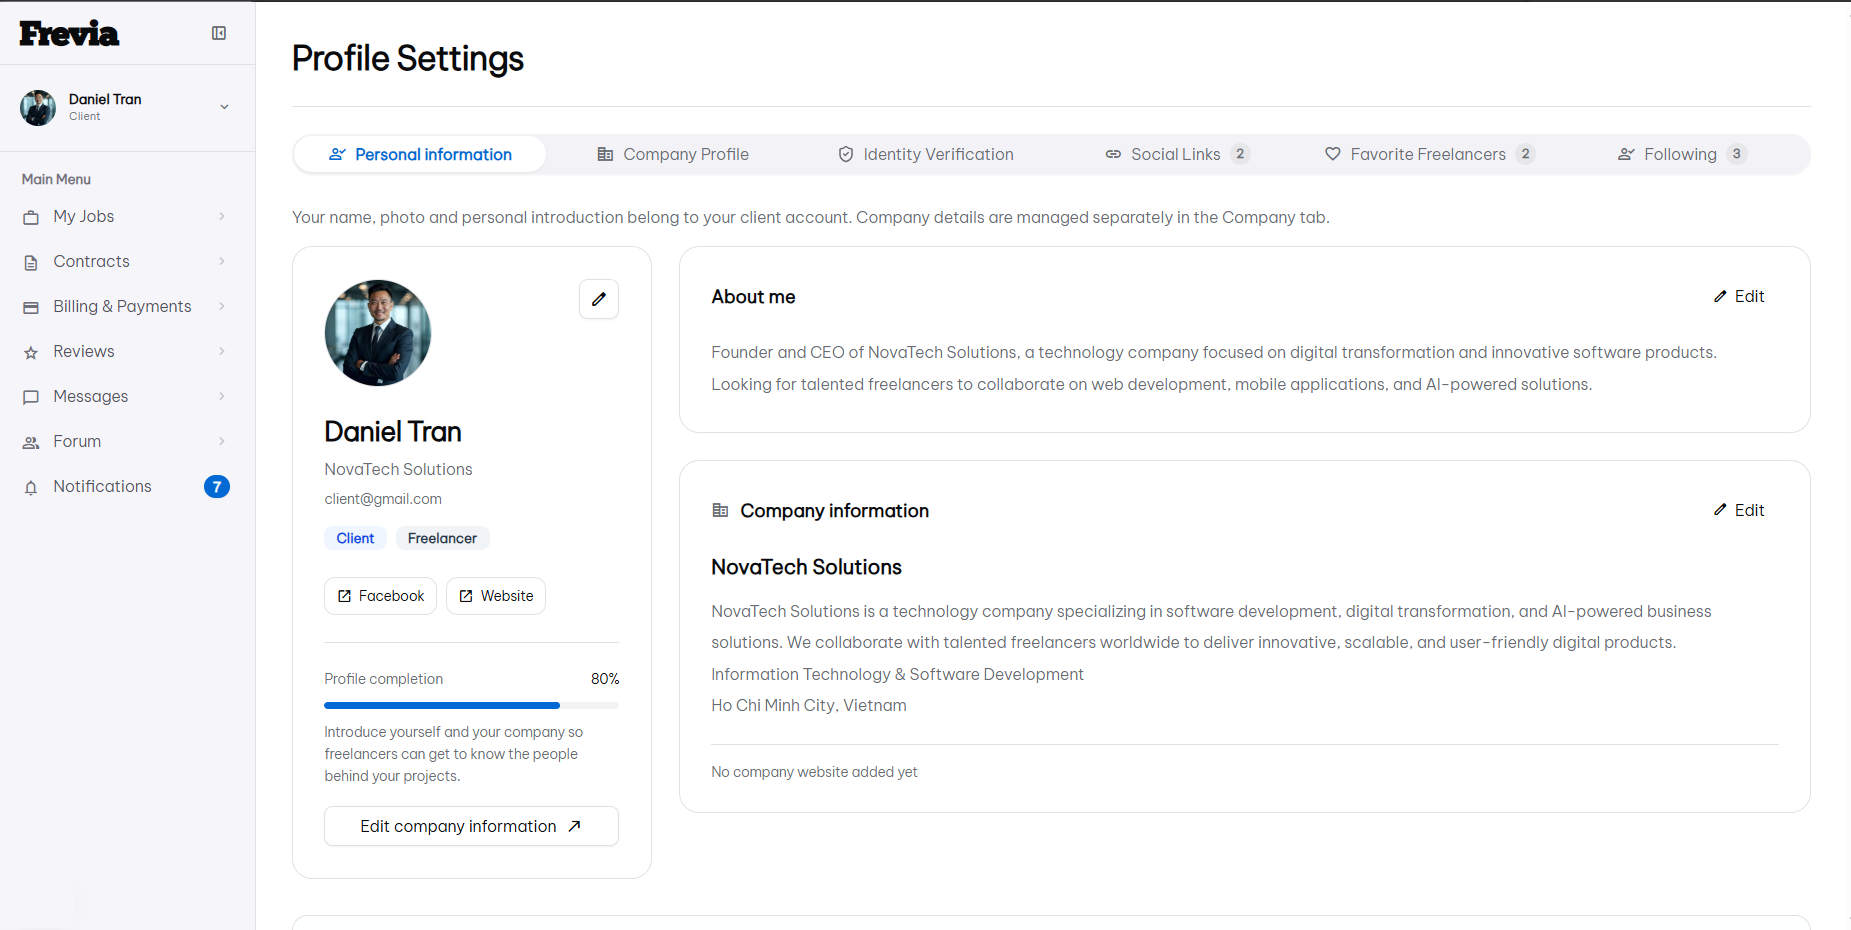 Frevia
Daniel Tran
Client
Main Menu
My Jobs
Contracts
Billing & Payments
Reviews
Messages
Forum
Notifications 7
Profile Settings
Personal information
Company Profile
Identity Verification
Social Links 2
Favorite Freelancers 2
Following 3
Your name, photo and personal introduction belong to your client account. Company details are managed separately in the Company tab.
Daniel Tran
NovaTech Solutions
client@gmail.com
Client Freelancer
Facebook Website
Profile completion 80%
Introduce yourself and your company so
freelancers can get to know the people
behind your projects.
Edit company information
About me Edit
Founder and CEO of NovaTech Solutions, a technology company focused on digital transformation and innovative software products.
Looking for talented freelancers to collaborate on web development, mobile applications, and AI-powered solutions.
Company information Edit
NovaTech Solutions
NovaTech Solutions is a technology company specializing in software development, digital transformation, and AI-powered business
solutions. We collaborate with talented freelancers worldwide to deliver innovative, scalable, and user-friendly digital products.
Information Technology & Software Development
Ho Chi Minh City, Vietnam
No company website added yet